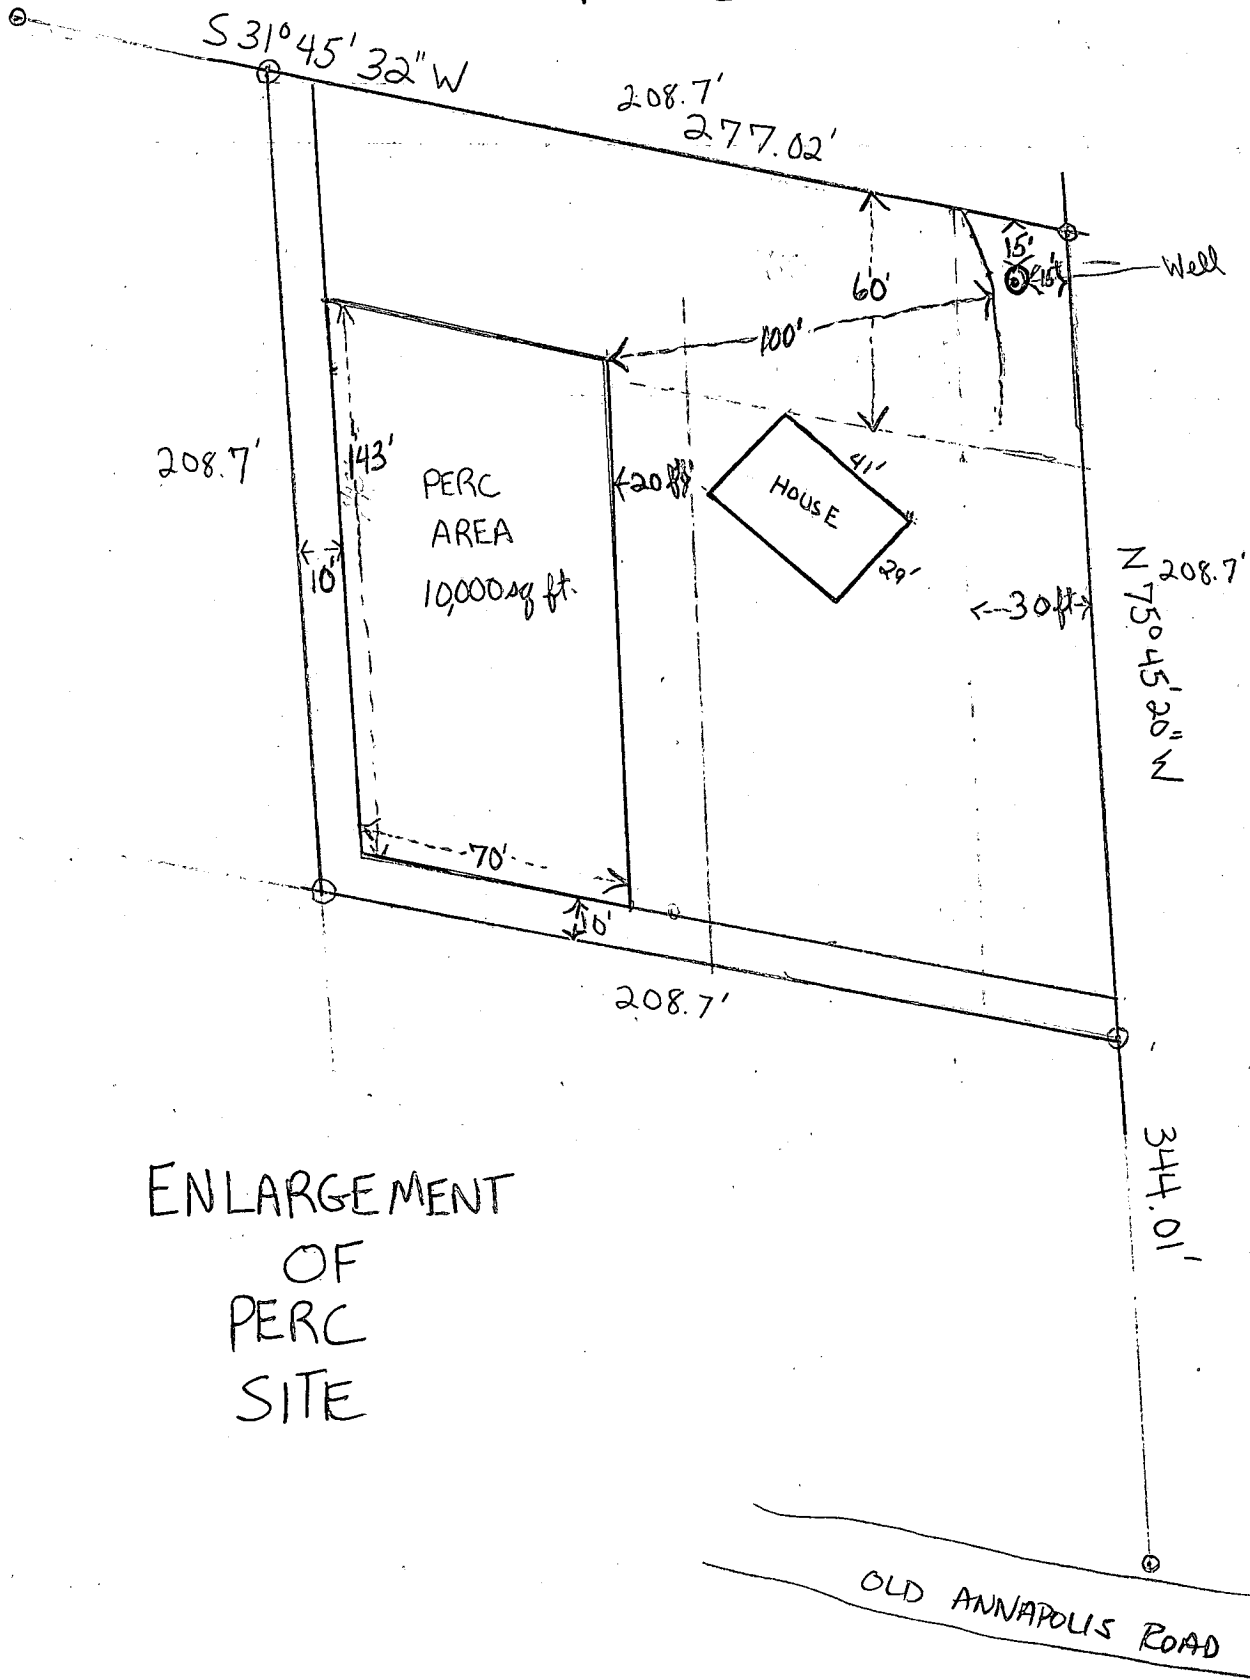 S 31° 45' 32" W
208.7'
277.02'
15'
15'
Well
60'
100'
208.7'
143'
PERC
AREA
10,000 sq ft.
20 ft
41'
HOUSE
29'
10'
30 ft
N 75° 45' 20" W
208.7'
70'
10'
208.7'
344.01'
ENLARGEMENT
OF
PERC
SITE
OLD ANNAPOLIS ROAD